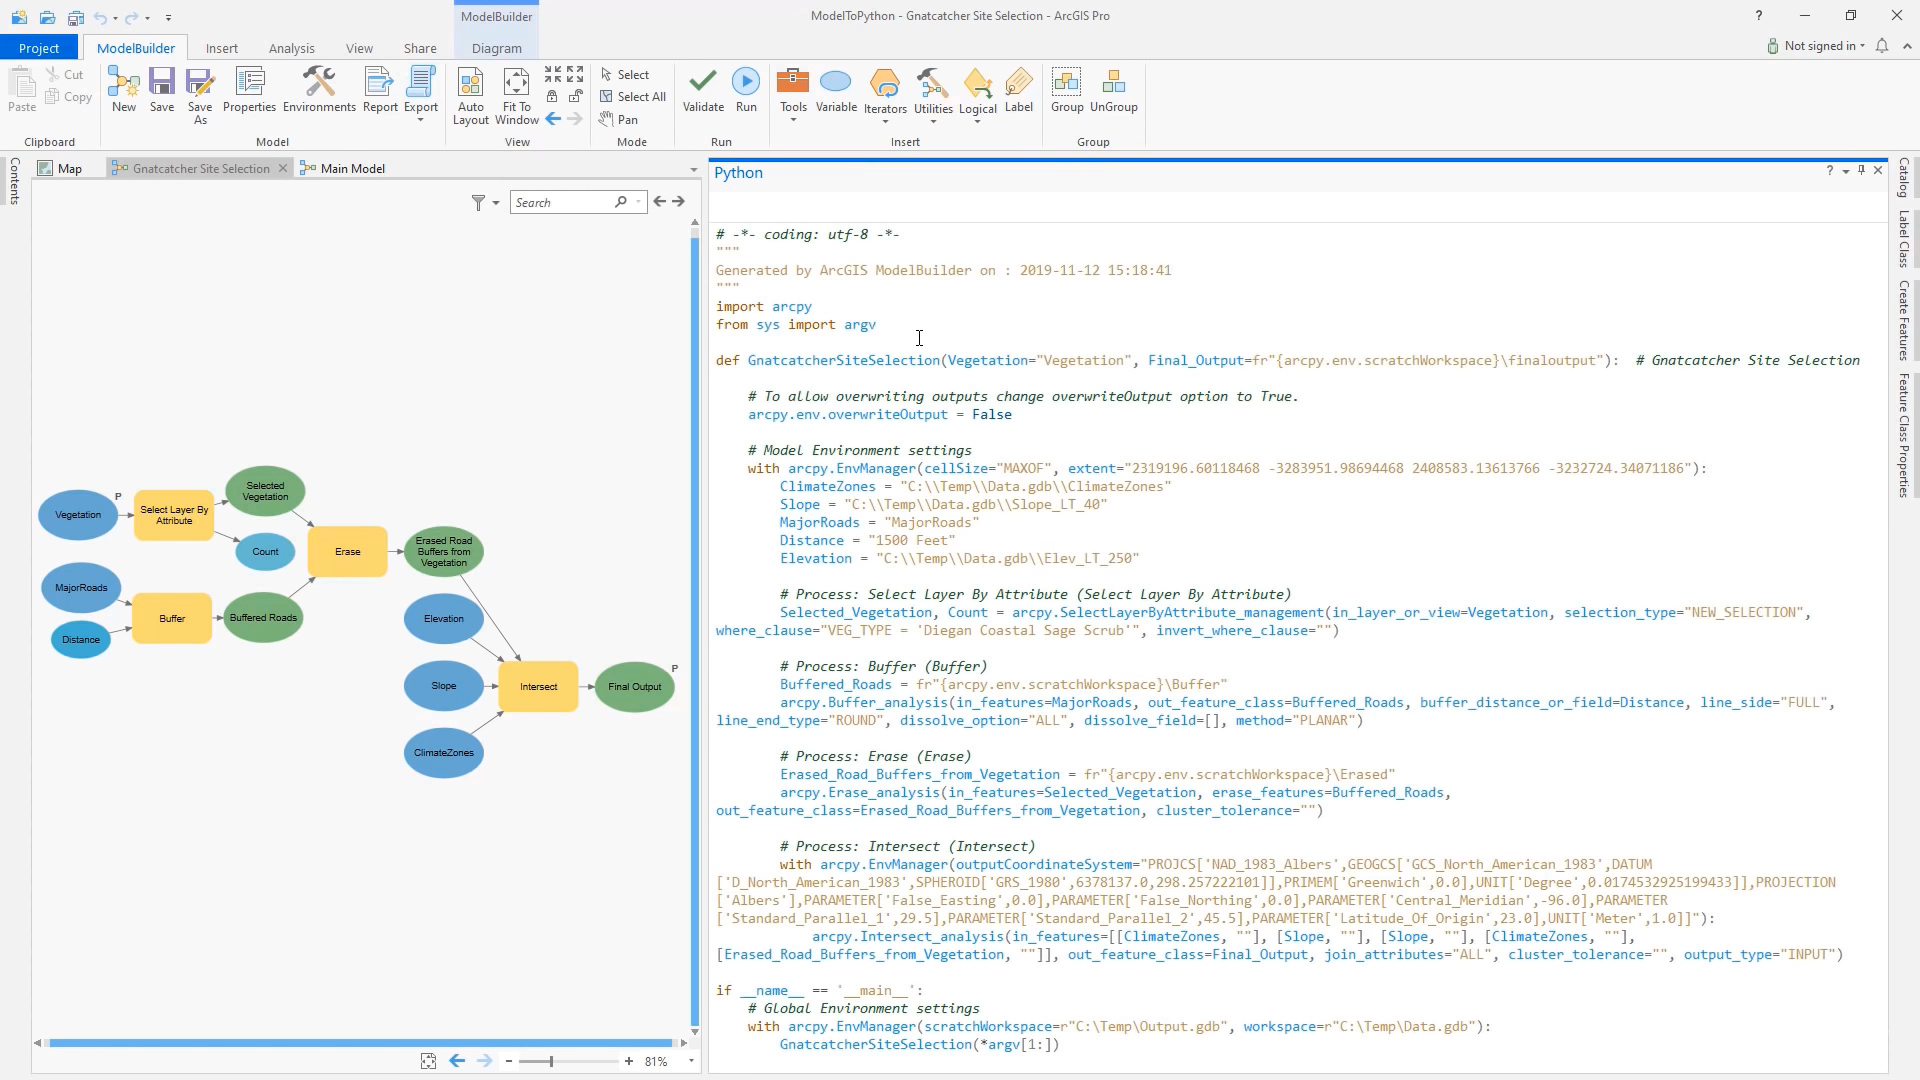 ModelBuilder
ModelToPython - Gnatcatcher Site Selection - ArcGIS Pro
?
Project
ModelBuilder
Insert
Analysis
View
Share
Diagram
Not signed in
Paste
Cut
Copy
Clipboard
New
Save
Save As
Properties
Environments
Report
Export
Model
Auto Layout
Fit To Window
View
Select
Select All
Pan
Mode
Validate
Run
Run
Tools
Variable
Iterators
Utilities
Logical
Label
Insert
Group
UnGroup
Group
Contents
Map
Gnatcatcher Site Selection
Main Model
Search
Vegetation
P
Select Layer By
Attribute
Selected
Vegetation
Count
Erase
Erased Road
Buffers from
Vegetation
MajorRoads
Distance
Buffer
Buffered Roads
Elevation
Slope
ClimateZones
Intersect
Final Output
P
81%
Python
?
# -*- coding: utf-8 -*-
"""
Generated by ArcGIS ModelBuilder on : 2019-11-12 15:18:41
"""
import arcpy
from sys import argv
def GnatcatcherSiteSelection(Vegetation="Vegetation", Final_Output=fr"{arcpy.env.scratchWorkspace}\finaloutput"):  # Gnatcatcher Site Selection
# To allow overwriting outputs change overwriteOutput option to True.
arcpy.env.overwriteOutput = False
# Model Environment settings
with arcpy.EnvManager(cellSize="MAXOF", extent="2319196.60118468 -3283951.98694468 2408583.13613766 -3232724.34071186"):
ClimateZones = "C:\\Temp\\Data.gdb\\ClimateZones"
Slope = "C:\\Temp\\Data.gdb\\Slope_LT_40"
MajorRoads = "MajorRoads"
Distance = "1500 Feet"
Elevation = "C:\\Temp\\Data.gdb\\Elev_LT_250"
# Process: Select Layer By Attribute (Select Layer By Attribute)
Selected_Vegetation, Count = arcpy.SelectLayerByAttribute_management(in_layer_or_view=Vegetation, selection_type="NEW_SELECTION",
where_clause="VEG_TYPE = 'Diegan Coastal Sage Scrub'", invert_where_clause="")
# Process: Buffer (Buffer)
Buffered_Roads = fr"{arcpy.env.scratchWorkspace}\Buffer"
arcpy.Buffer_analysis(in_features=MajorRoads, out_feature_class=Buffered_Roads, buffer_distance_or_field=Distance, line_side="FULL",
line_end_type="ROUND", dissolve_option="ALL", dissolve_field=[], method="PLANAR")
# Process: Erase (Erase)
Erased_Road_Buffers_from_Vegetation = fr"{arcpy.env.scratchWorkspace}\Erased"
arcpy.Erase_analysis(in_features=Selected_Vegetation, erase_features=Buffered_Roads,
out_feature_class=Erased_Road_Buffers_from_Vegetation, cluster_tolerance="")
# Process: Intersect (Intersect)
with arcpy.EnvManager(outputCoordinateSystem="PROJCS['NAD_1983_Albers',GEOGCS['GCS_North_American_1983',DATUM
['D_North_American_1983',SPHEROID['GRS_1980',6378137.0,298.257222101]],PRIMEM['Greenwich',0.0],UNIT['Degree',0.0174532925199433]],PROJECTION
['Albers'],PARAMETER['False_Easting',0.0],PARAMETER['False_Northing',0.0],PARAMETER['Central_Meridian',-96.0],PARAMETER
['Standard_Parallel_1',29.5],PARAMETER['Standard_Parallel_2',45.5],PARAMETER['Latitude_Of_Origin',23.0],UNIT['Meter',1.0]]"):
arcpy.Intersect_analysis(in_features=[[ClimateZones, ""], [Slope, ""], [Slope, ""], [ClimateZones, ""],
[Erased_Road_Buffers_from_Vegetation, ""]], out_feature_class=Final_Output, join_attributes="ALL", cluster_tolerance="", output_type="INPUT")
if __name__ == '__main__':
# Global Environment settings
with arcpy.EnvManager(scratchWorkspace=r"C:\Temp\Output.gdb", workspace=r"C:\Temp\Data.gdb"):
GnatcatcherSiteSelection(*argv[1:])
Catalog
Label Class
Create Features
Feature Class Properties